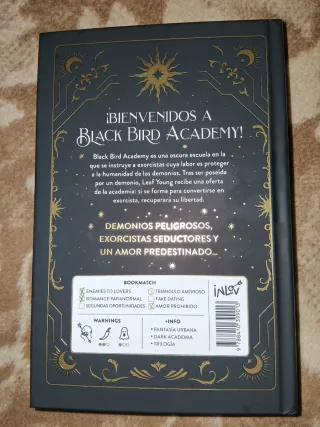 ¡BIENVENIDOS A
BLACK BIRD ACADEMY!
Black Bird Academy es una oscura escuela en la
que se instruye a exorcistas cuya labor es proteger
a la humanidad de los demonios. Tras ser poseída
por un demonio, Leaf Young recibe una oferta
de la academia: si se forma para convertirse en
exorcista, recuperará su libertad.
DEMONIOS PELIGROSOS,
EXORCISTAS SEDUCTORES Y
UN AMOR PREDESTINADO...
BOOKMATCH
ENEMIES TO LOVERS
TRIÁNGULO AMOROSO
ROMANCE PARANORMAL
FAKE DATING
SEGUNDAS OPORTUNIDADES
AMOR PROHIBIDO
WARNINGS
+INFO
• FANTASÍA URBANA
• DARK ACADEMIA
• TRILOGÍA
inlov